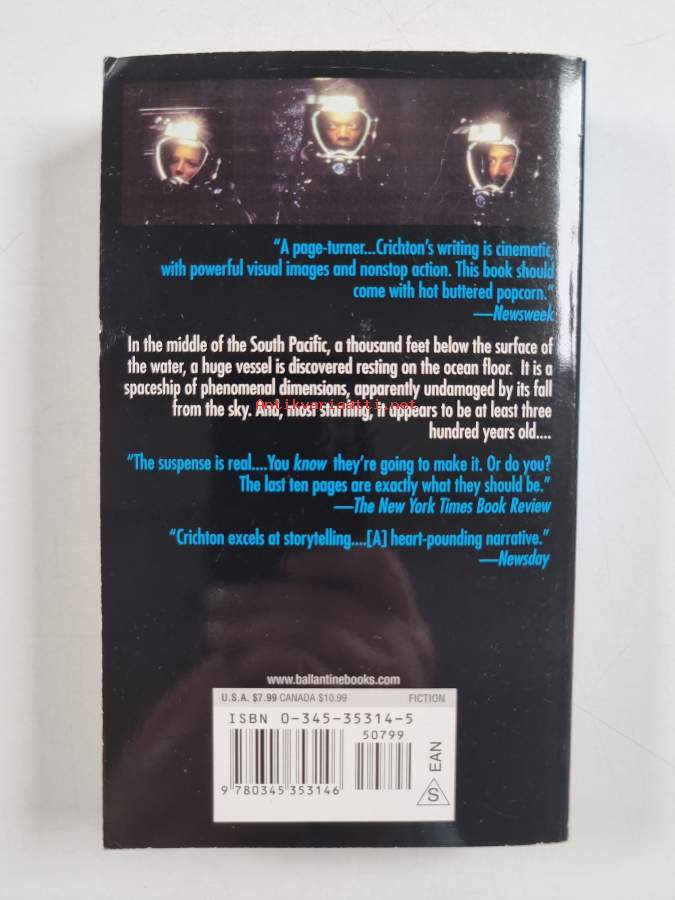 “A page-turner...Crichton’s writing is cinematic,
with powerful visual images and nonstop action. This book should
come with hot buttered popcorn.”
—Newsweek
In the middle of the South Pacific, a thousand feet below the surface of
the water, a huge vessel is discovered resting on the ocean floor. It is a
spaceship of phenomenal dimensions, apparently undamaged by its fall
from the sky. And, most startling, it appears to be at least three
Antikvariaatti.net
hundred years old....
“The suspense is real....You know they’re going to make it. Or do you?
The last ten pages are exactly what they should be.”
—The New York Times Book Review
“Crichton excels at storytelling....[A] heart-pounding narrative.”
—Newsday
www.ballantinebooks.com
U.S.A. $7.99 CANADA $10.99 FICTION
ISBN 0-345-35314-5
50799
9 780345 353146
S EAN